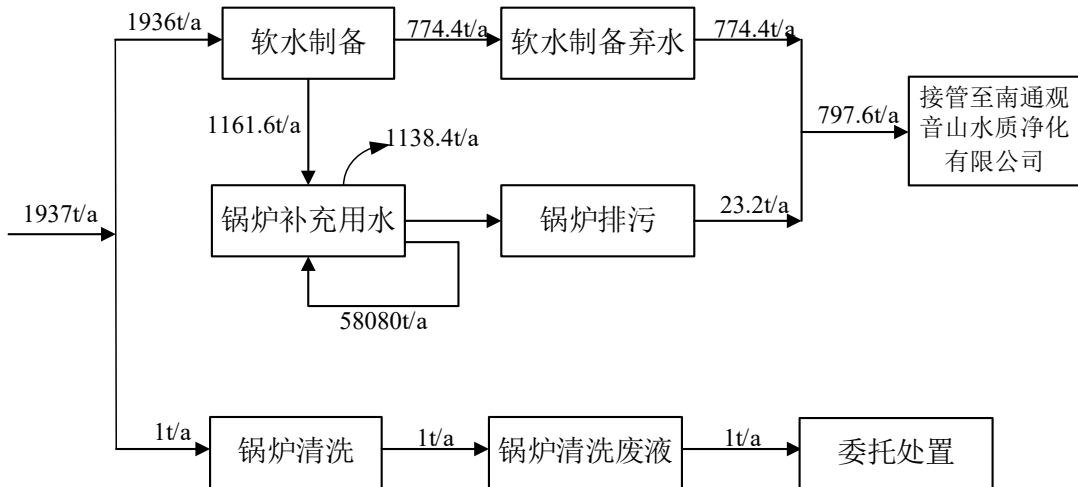 1936t/a
软水制备
774.4t/a
软水制备弃水
774.4t/a
1161.6t/a
1138.4t/a
797.6t/a
接管至南通观
音山水质净化
有限公司
1937t/a
锅炉补充用水
锅炉排污
23.2t/a
58080t/a
1t/a
锅炉清洗
1t/a
锅炉清洗废液
1t/a
委托处置